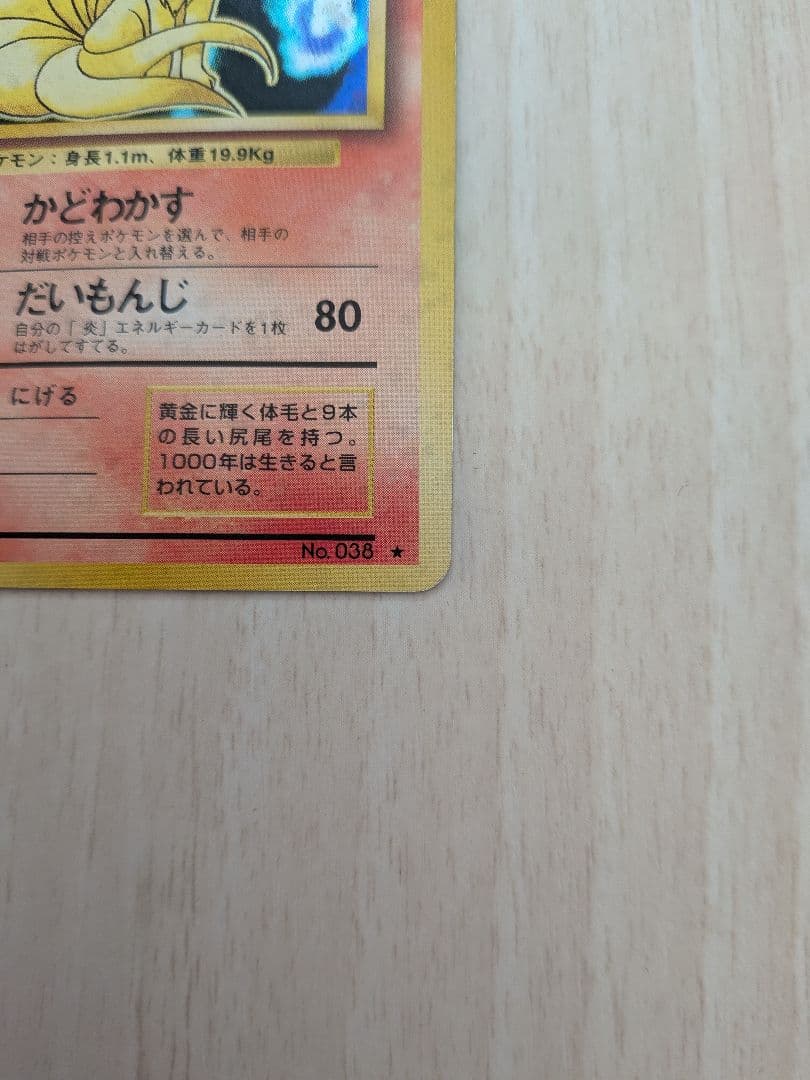 ケモン：身長1.1m、体重19.9Kg
かどわかす
相手の控えポケモンを選んで、相手の
対戦ポケモンと入れ替える。
だいもんじ 80
自分の「炎」エネルギーカードを1枚
はがしてすてる。
にげる
黄金に輝く体毛と9本
の長い尻尾を持つ。
1000年は生きると言
われている。
No.038 ★